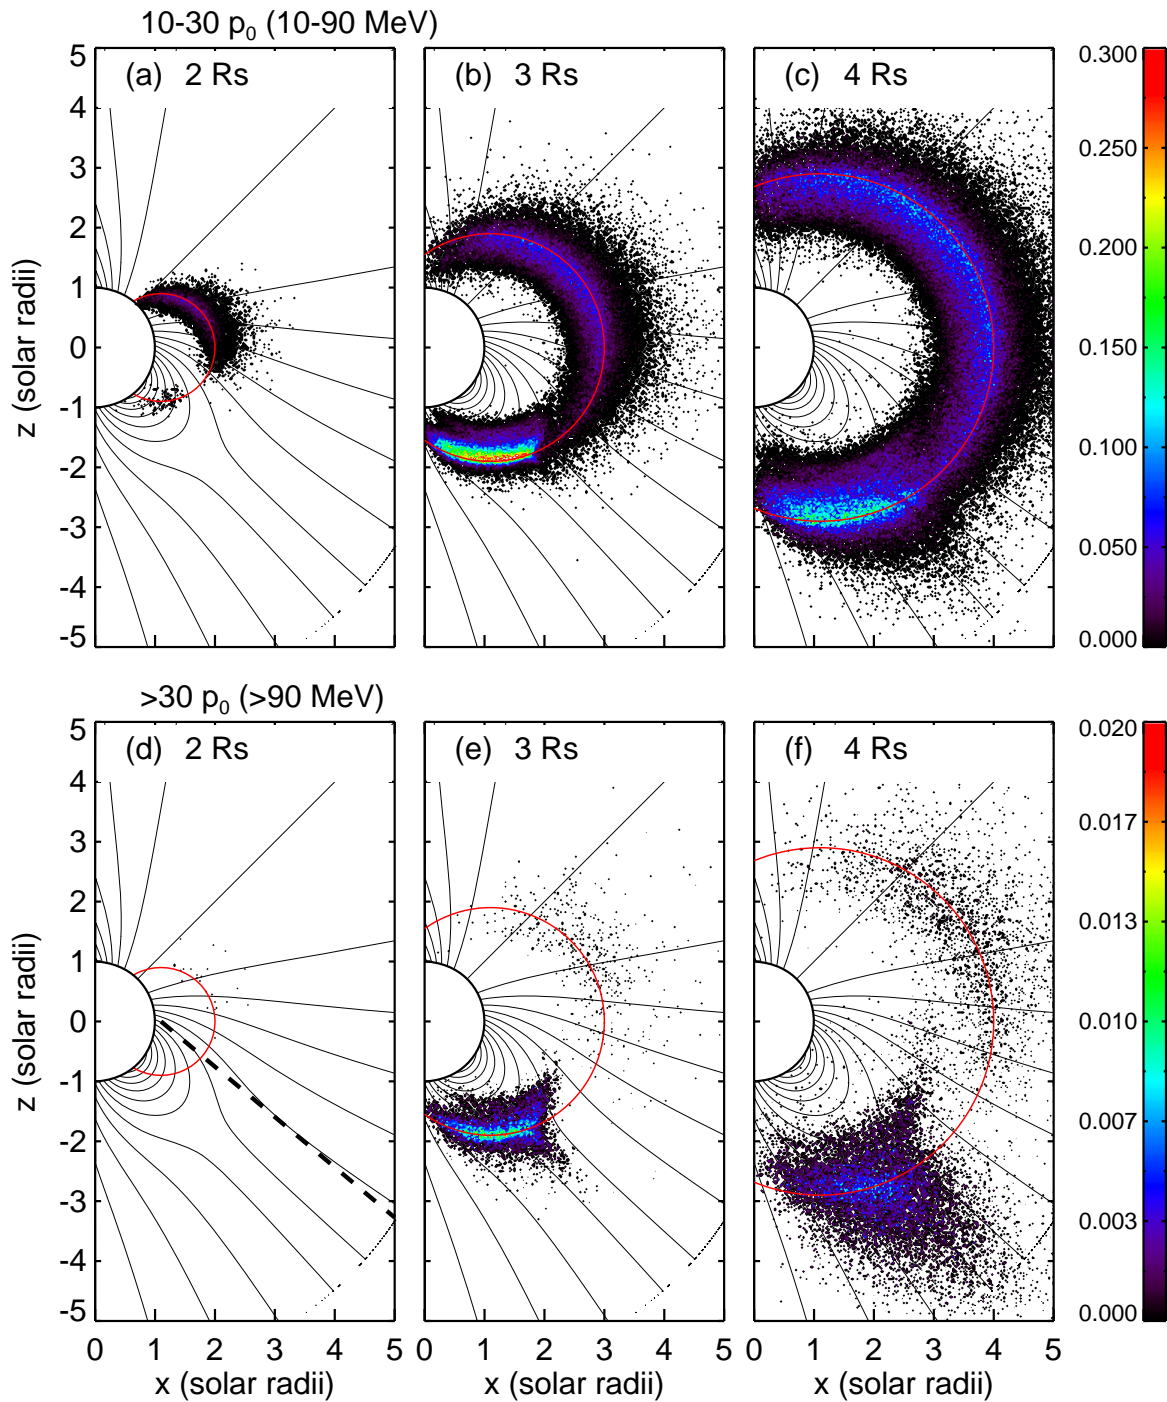 10-30 p₀ (10-90 MeV)
(a) 2 Rs
(b) 3 Rs
(c) 4 Rs
5
4
3
2
1
0
-1
-2
-3
-4
-5
z (solar radii)
0.300
0.250
0.200
0.150
0.100
0.050
0.000
>30 p₀ (>90 MeV)
(d) 2 Rs
(e) 3 Rs
(f) 4 Rs
5
4
3
2
1
0
-1
-2
-3
-4
-5
z (solar radii)
0.020
0.017
0.013
0.010
0.007
0.003
0.000
0 1 2 3 4 5
0 1 2 3 4 5
0 1 2 3 4 5
x (solar radii)
x (solar radii)
x (solar radii)